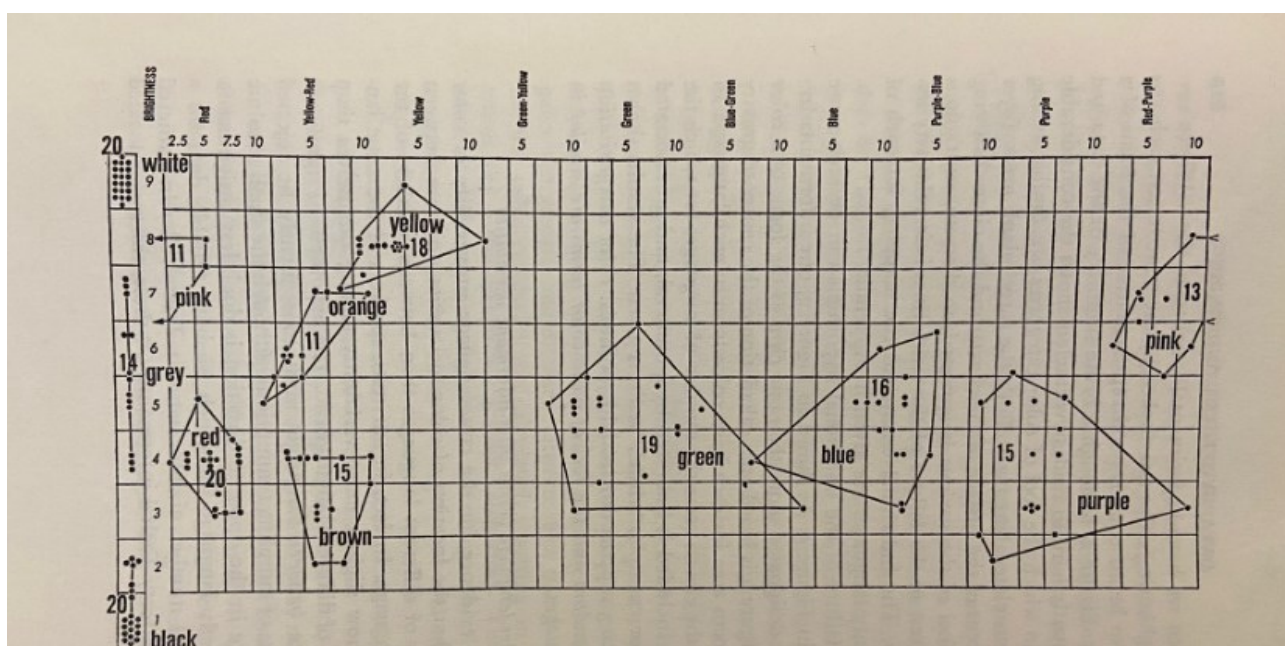 BRIGHTNESS Red Yellow-Red Yellow Green-Yellow Green Blue-Green Blue Purple-Blue Purple Red-Purple
2.5 5 7.5 10 5 10 5 10 5 10 5 10 5 10 5 10 5 10 5 10 5 10
20 white
9
yellow
8
18
11
13
pink
7
orange
11
pink
6
14
grey
16
5
red
19
15
4
20
15
green
blue
purple
3
brown
2
20
1
black